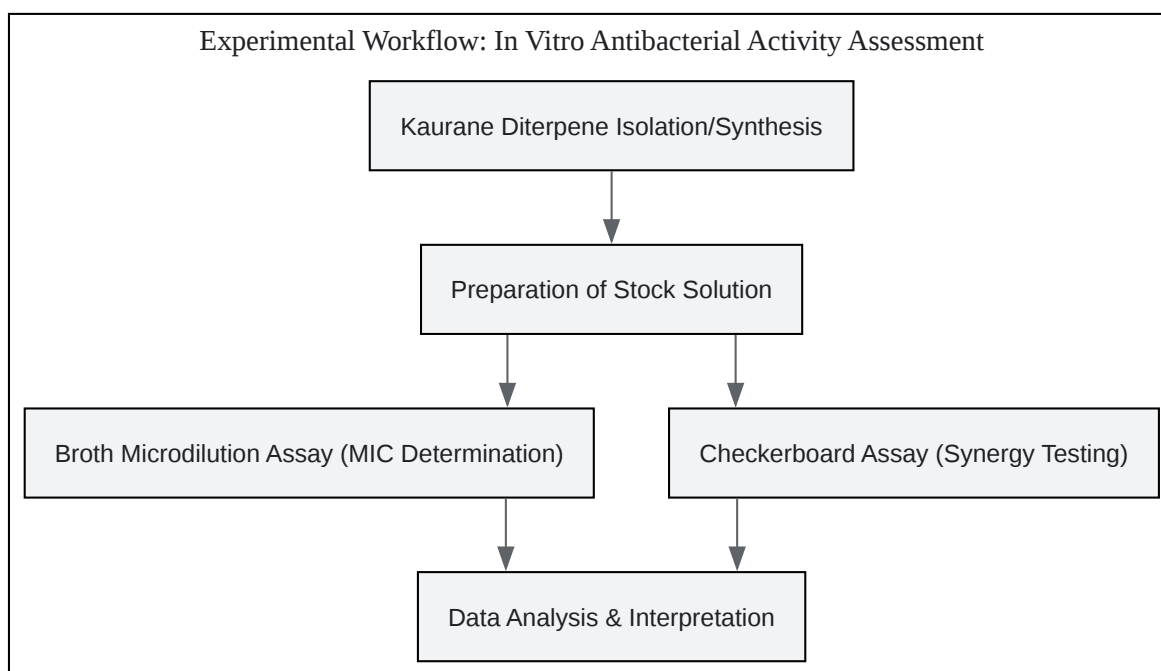 Experimental Workflow: In Vitro Antibacterial Activity Assessment
Kaurane Diterpene Isolation/Synthesis
Preparation of Stock Solution
Broth Microdilution Assay (MIC Determination)
Checkerboard Assay (Synergy Testing)
Data Analysis & Interpretation